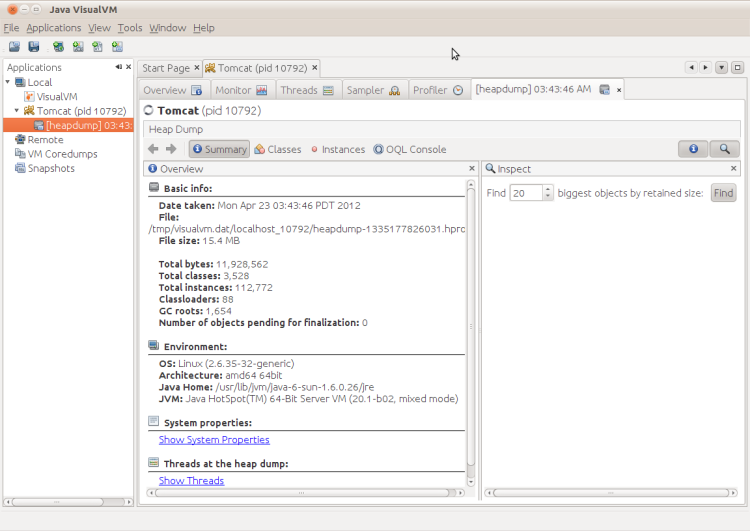 Java VisualVM
File Applications View Tools Window Help
Applications
Local
VisualVM
Tomcat (pid 10792)
[heapdump] 03:43:
Remote
VM Coredumps
Snapshots
Start Page Tomcat (pid 10792)
Overview Monitor Threads Sampler Profiler [heapdump] 03:43:46 AM
Tomcat (pid 10792)
Heap Dump
Summary Classes Instances OQL Console
Overview
Basic info:
Date taken: Mon Apr 23 03:43:46 PDT 2012
File:
/tmp/visualvm.dat/localhost_10792/heapdump-1335177826031.hpro
File size: 15.4 MB
Total bytes: 11,928,562
Total classes: 3,528
Total instances: 112,772
Classloaders: 88
GC roots: 1,654
Number of objects pending for finalization: 0
Environment:
OS: Linux (2.6.35-32-generic)
Architecture: amd64 64bit
Java Home: /usr/lib/jvm/java-6-sun-1.6.0.26/jre
JVM: Java HotSpot(TM) 64-Bit Server VM (20.1-b02, mixed mode)
System properties:
Show System Properties
Threads at the heap dump:
Show Threads
Inspect
Find 20 biggest objects by retained size: Find